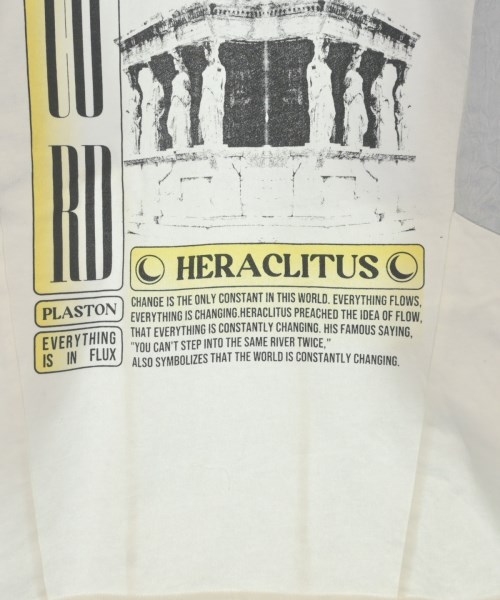 CO
RD
HERACLITUS
PLASTON
EVERYTHING
IS IN FLUX
CHANGE IS THE ONLY CONSTANT IN THIS WORLD. EVERYTHING FLOWS,
EVERYTHING IS CHANGING.HERACLITUS PREACHED THE IDEA OF FLOW,
THAT EVERYTHING IS CONSTANTLY CHANGING. HIS FAMOUS SAYING,
"YOU CAN'T STEP INTO THE SAME RIVER TWICE,"
ALSO SYMBOLIZES THAT THE WORLD IS CONSTANTLY CHANGING.